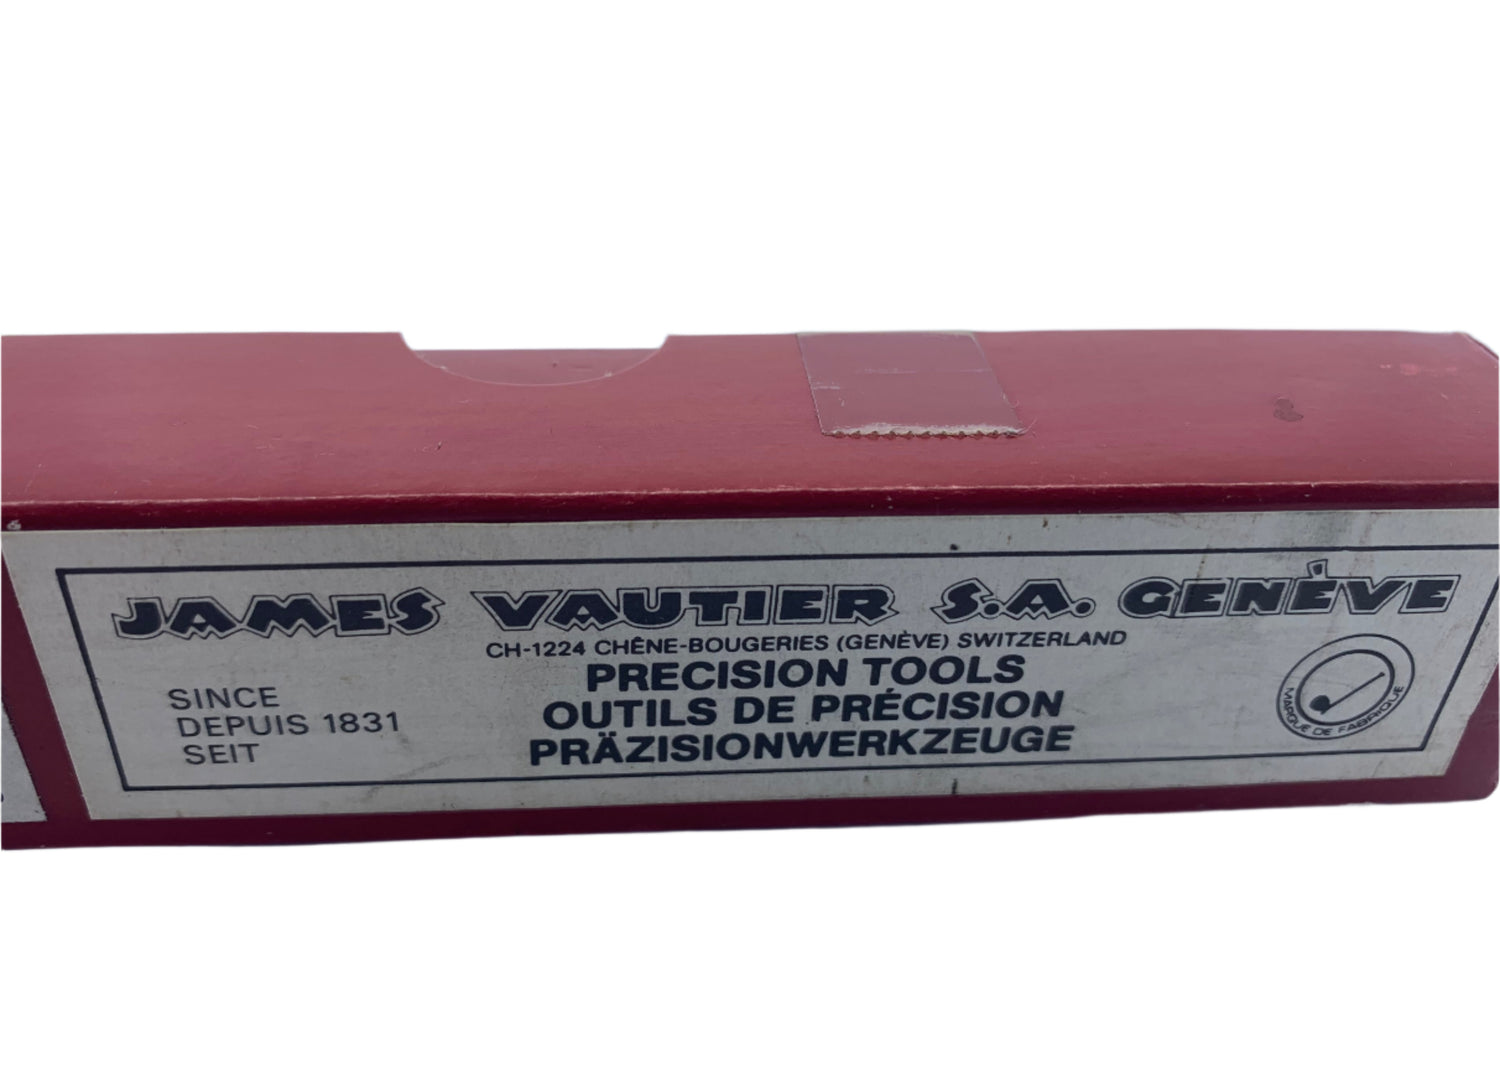 JAMES VAUTIER S.A. GENÈVE
CH-1224 CHÊNE-BOUGERIES (GENÈVE) SWITZERLAND
PRECISION TOOLS
OUTILS DE PRÉCISION
PRÄZISIONWERKZEUGE
SINCE
DEPUIS 1831
SEIT
MARQUE DE FABRIQUE